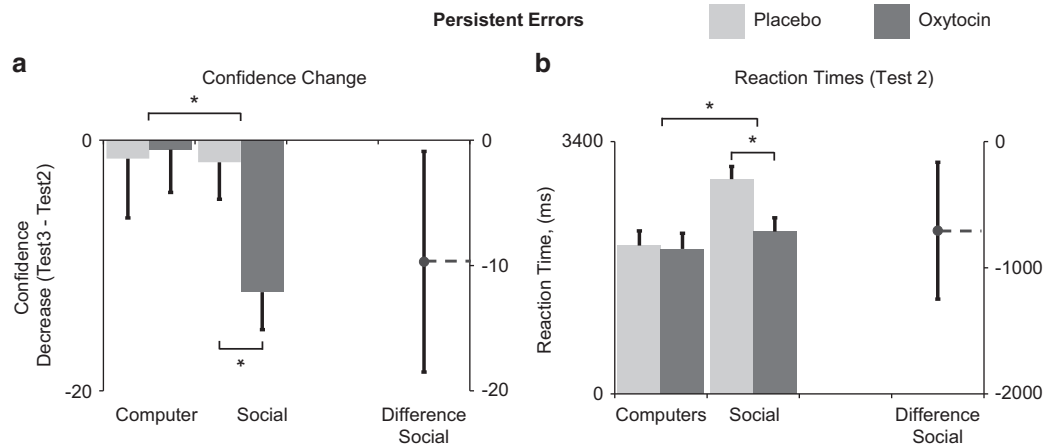 Persistent Errors
Placebo
Oxytocin
a
Confidence Change
*
0
-20
Confidence
Decrease (Test3 - Test2)
0
-10
-20
*
Computer
Social
Difference
Social
b
Reaction Times (Test 2)
*
*
3400
0
Reaction Time, (ms)
0
-1000
-2000
Computers
Social
Difference
Social